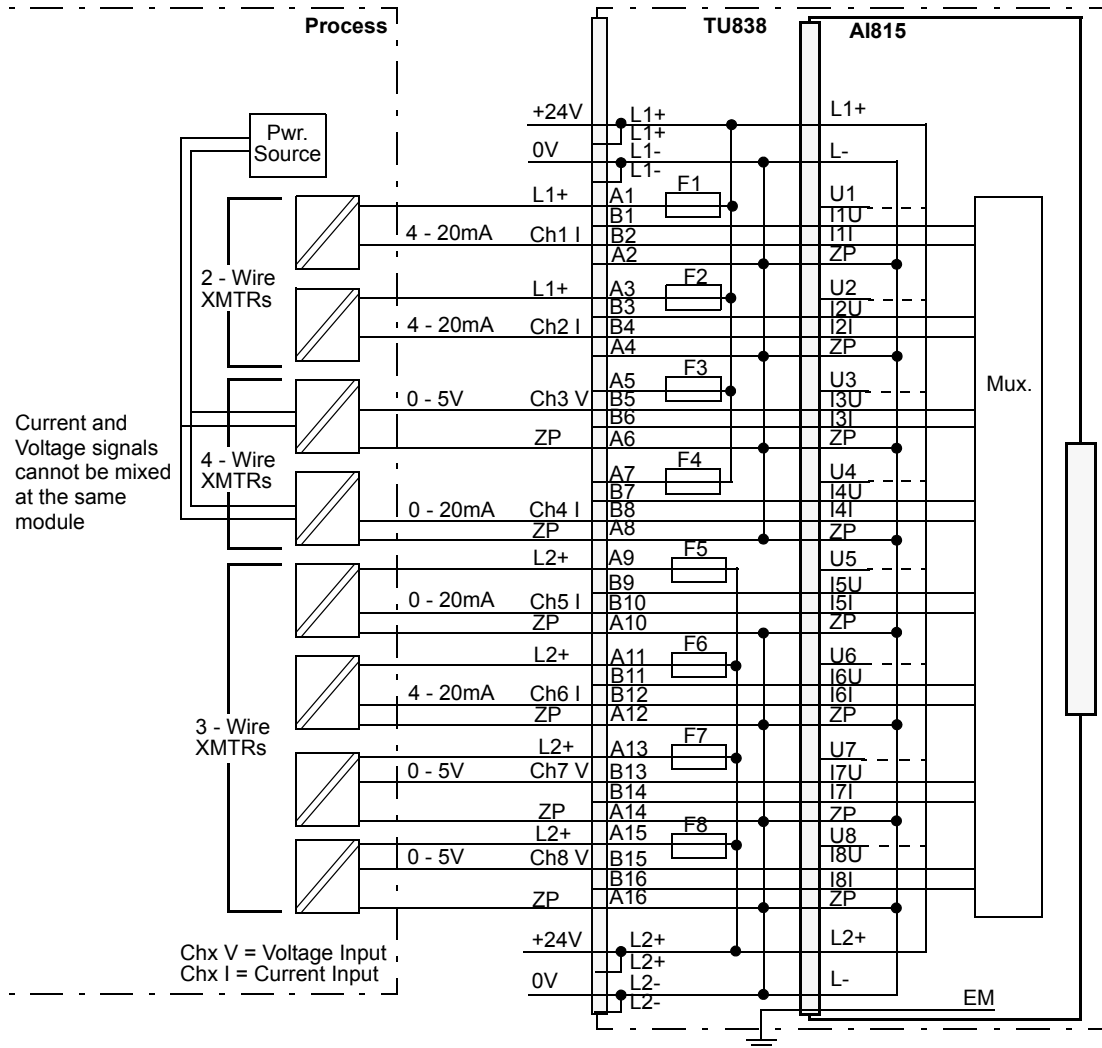 Process
TU838
AI815
+24V
L1+
L1+
L1+
Pwr.
Source
0V
L1-
L1-
L-
L1+
A1
F1
U1
B1
I1U
4 - 20mA
Ch1 I
B2
I1I
A2
ZP
2 - Wire
XMTRs
L1+
A3
F2
U2
B3
I2U
4 - 20mA
Ch2 I
B4
I2I
A4
ZP
Mux.
A5
F3
U3
0 - 5V
Ch3 V
B5
I3U
B6
I3I
ZP
A6
ZP
Current and
Voltage signals
cannot be mixed
at the same
module
4 - Wire
XMTRs
A7
F4
U4
B7
I4U
0 - 20mA
Ch4 I
B8
I4I
ZP
A8
ZP
L2+
A9
F5
U5
B9
I5U
0 - 20mA
Ch5 I
B10
I5I
ZP
A10
ZP
L2+
A11
F6
U6
B11
I6U
4 - 20mA
Ch6 I
B12
I6I
ZP
A12
ZP
3 - Wire
XMTRs
L2+
A13
F7
U7
0 - 5V
Ch7 V
B13
I7U
B14
I7I
ZP
A14
ZP
L2+
A15
F8
U8
0 - 5V
Ch8 V
B15
I8U
B16
I8I
ZP
A16
ZP
+24V
L2+
L2+
L2+
Chx V = Voltage Input
Chx I = Current Input
0V
L2-
L2-
L-
EM